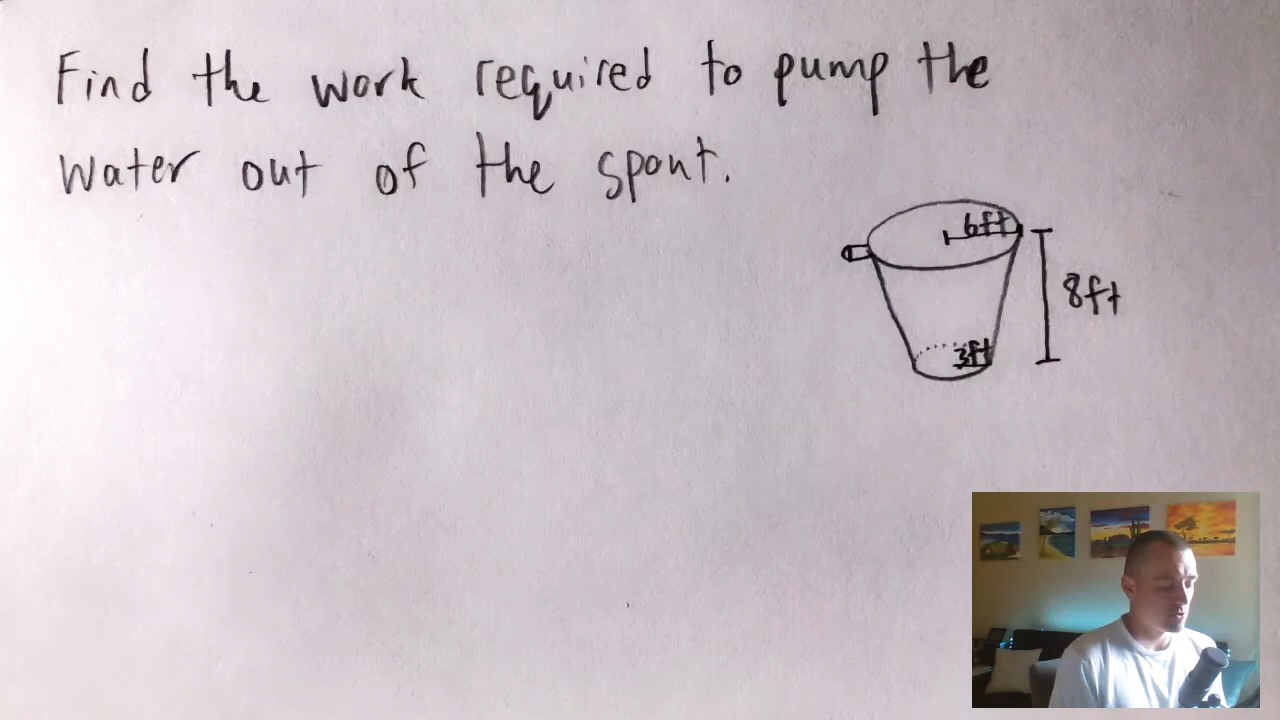 Find the work required to pump the
water out of the spout.
6ft
8ft
3ft